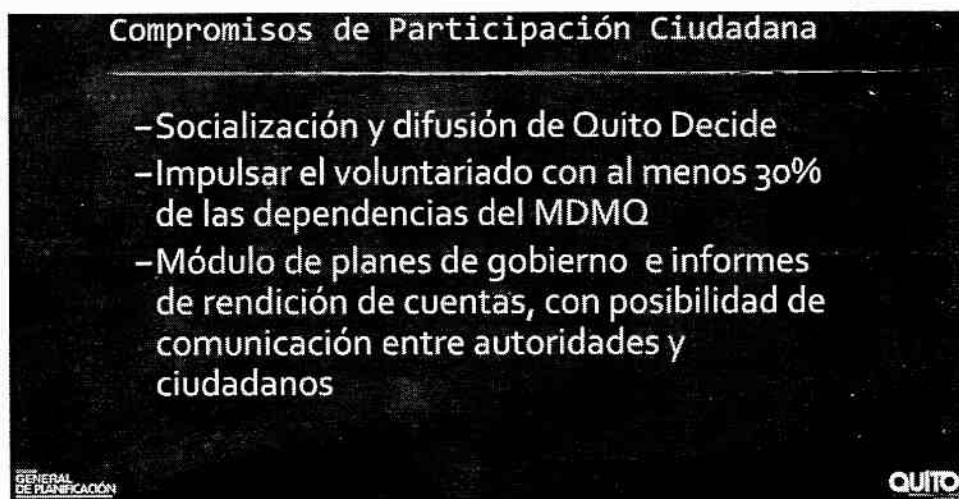 Compromisos de Participación Ciudadana
–Socialización y difusión de Quito Decide
–Impulsar el voluntariado con al menos 30%
de las dependencias del MDMQ
–Módulo de planes de gobierno e informes
de rendición de cuentas, con posibilidad de
comunicación entre autoridades y
ciudadanos
GENERAL
DE PLANIFICACIÓN
QUITO